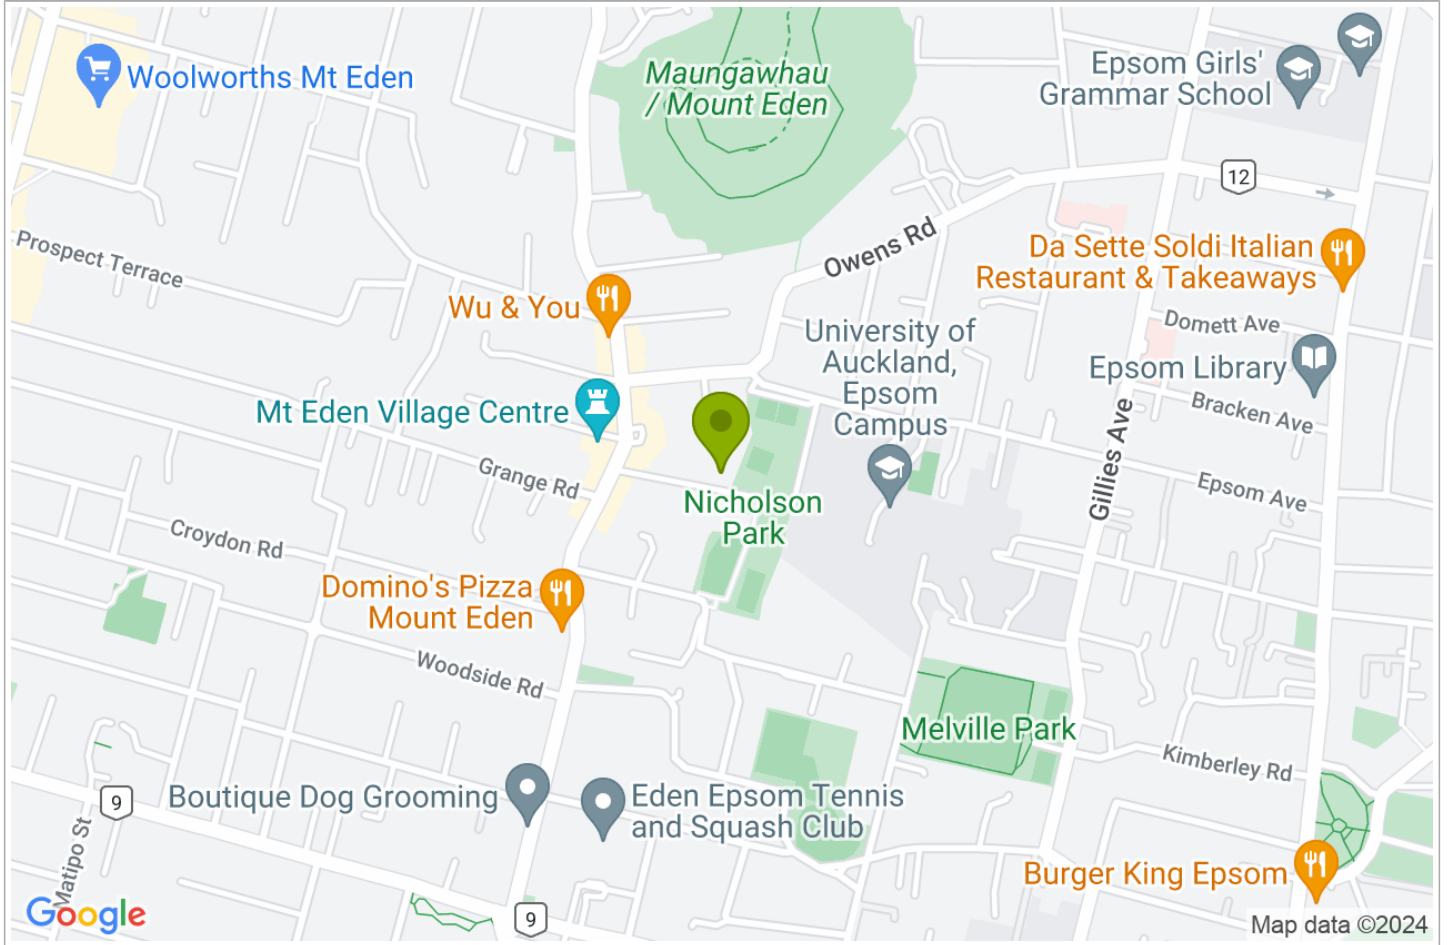 Woolworths Mt Eden
Maungawhau
/ Mount Eden
Epsom Girls'
Grammar School
12
Prospect Terrace
Owens Rd
Da Sette Soldi Italian
Restaurant & Takeaways
Wu & You
Domett Ave
University of
Auckland,
Epsom
Campus
Epsom Library
Mt Eden Village Centre
Bracken Ave
Gillies Ave
Grange Rd
Nicholson
Park
Epsom Ave
Croydon Rd
Domino's Pizza
Mount Eden
Woodside Rd
Melville Park
Kimberley Rd
Boutique Dog Grooming
Eden Epsom Tennis
and Squash Club
9
Matipo St
Burger King Epsom
9
Google
Map data ©2024